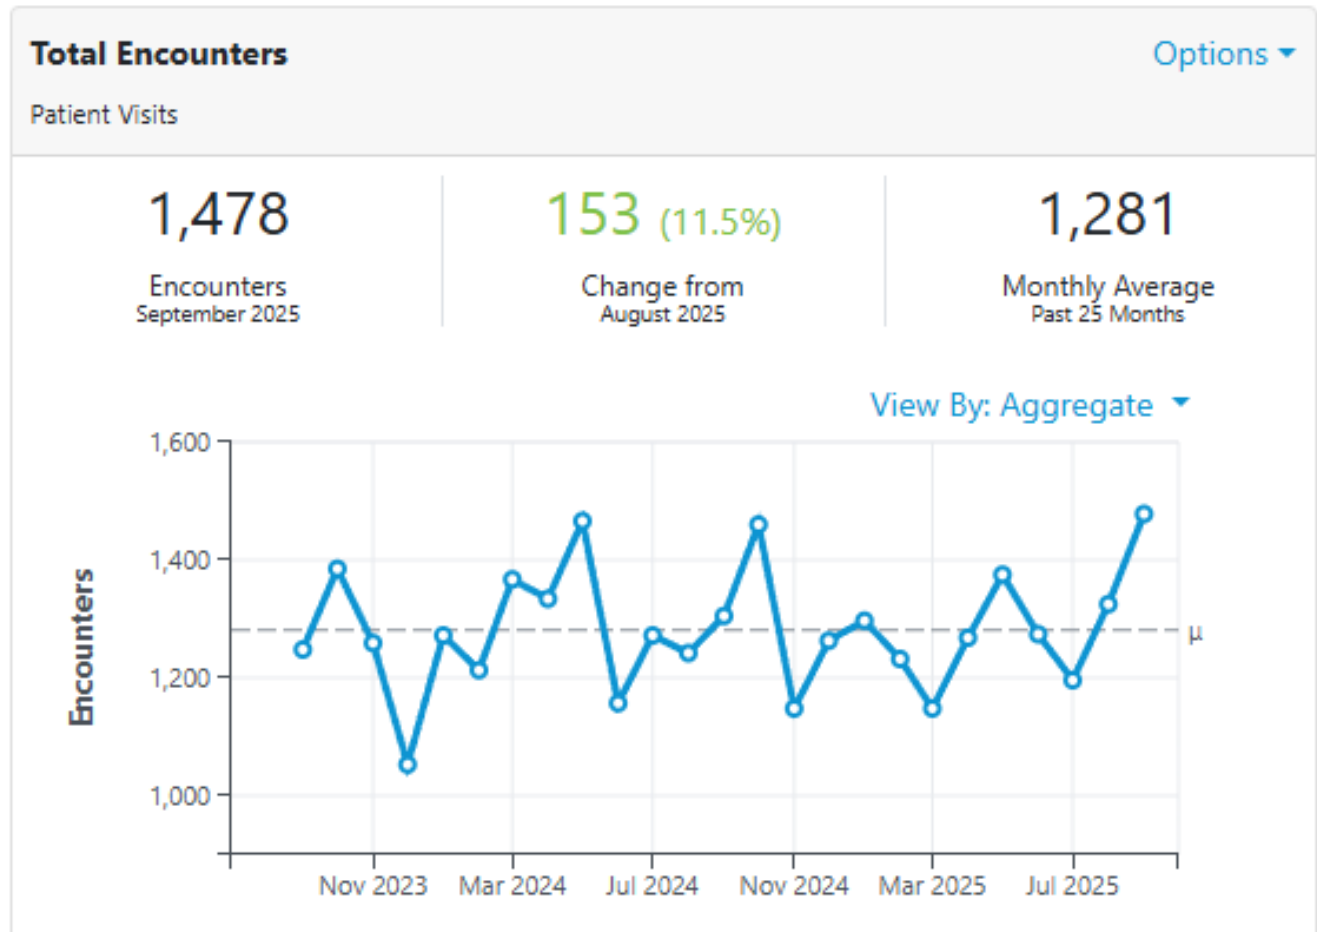 Total Encounters
Options
Patient Visits
1,478
Encounters
September 2025
153 (11.5%)
Change from
August 2025
1,281
Monthly Average
Past 25 Months
View By: Aggregate
1,600
1,400
1,200
1,000
Encounters
μ
Nov 2023 Mar 2024 Jul 2024 Nov 2024 Mar 2025 Jul 2025